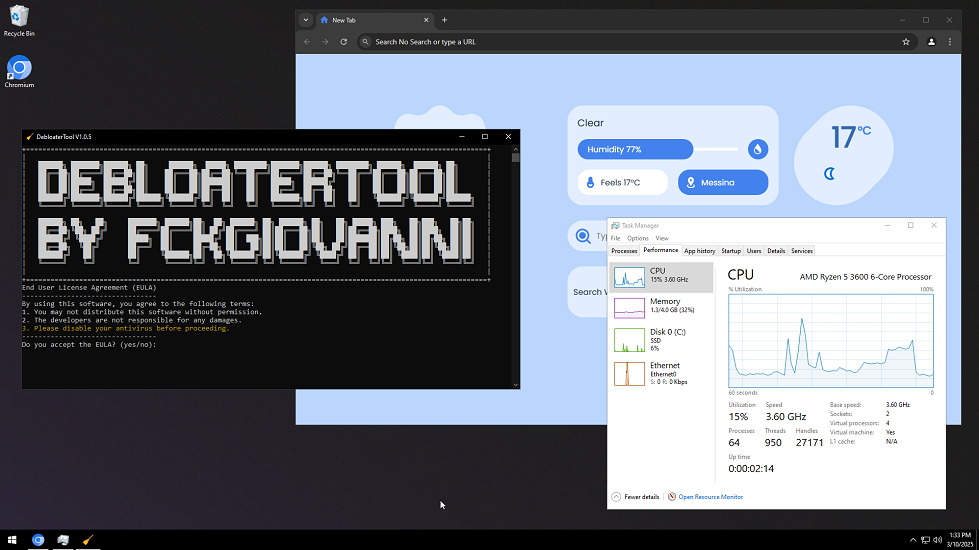 Recycle Bin
Chromium
New Tab
Search No Search or type a URL
Clear
Humidity 77%
Feels 17°C
Messina
17°C
DebloaterTool V1.0.5
DEBLOATERTOOL
BY FCKGIOVANNI
End User License Agreement (EULA)
By using this software, you agree to the following terms:
1. You may not distribute this software without permission.
2. The developers are not responsible for any damages.
3. Please disable your antivirus before proceeding.
Do you accept the EULA? (yes/no):
Task Manager
File Options View
Processes Performance App history Startup Users Details Services
CPU
15% 3.60 GHz
Memory
1.3/4.0 GB (32%)
Disk 0 (C:)
SSD
6%
Ethernet
Ethernet0
S: 0 R: 0 Kbps
CPU AMD Ryzen 5 3600 6-Core Processor
% Utilization 100%
60 seconds 0
Utilization Speed
15% 3.60 GHz
Processes Threads Handles
64 950 27171
Up time
0:00:02:14
Base speed: 3.60 GHz
Sockets: 2
Virtual processors: 4
Virtual machine: Yes
L1 cache: N/A
Fewer details Open Resource Monitor
1:33 PM
3/10/2025